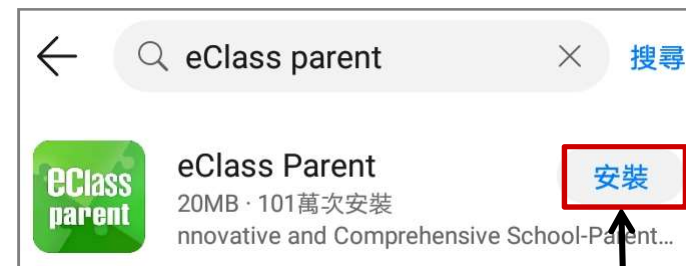 eClass parent 搜尋
eClass
parent
eClass Parent
安裝
20MB · 101萬次安裝
nnovative and Comprehensive School-Parent...